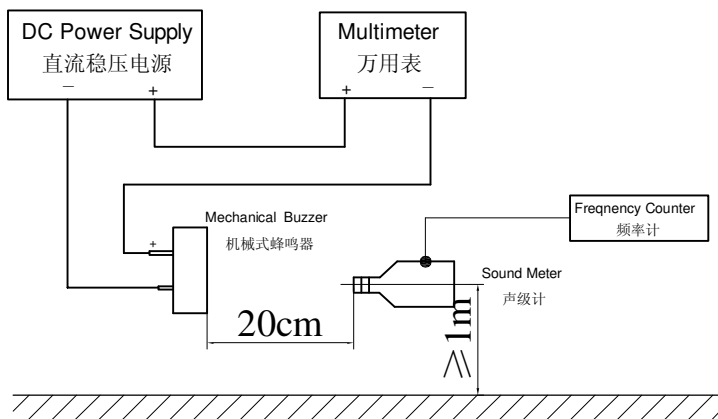 DC Power Supply
直流稳压电源
— +
Multimeter
万用表
+ —
Mechanical Buzzer
机械式蜂鸣器
+
Freqnency Counter
频率计
Sound Meter
声级计
20cm
≥1m